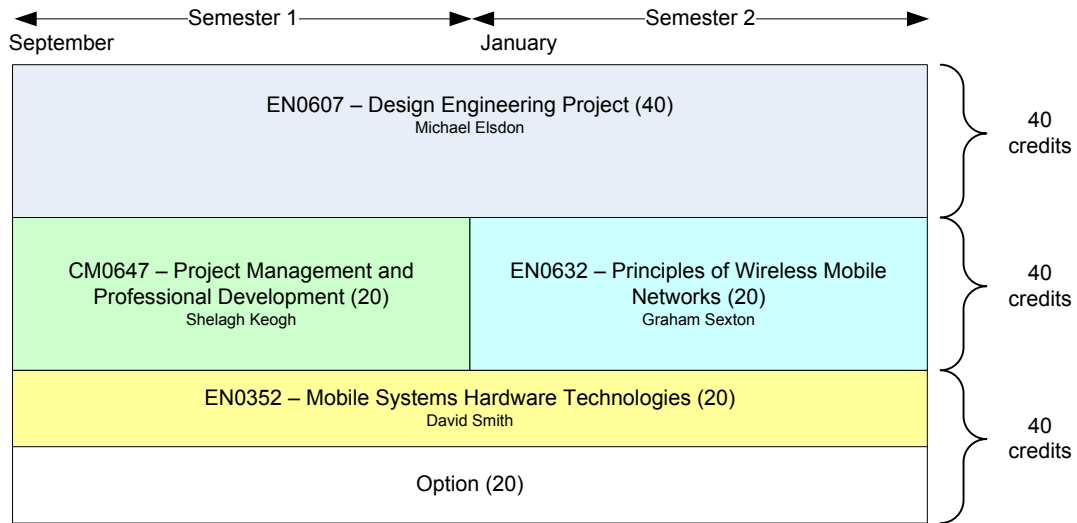 Semester 1
Semester 2
September
January
EN0607 – Design Engineering Project (40)
Michael Elsdon
40
credits
CM0647 – Project Management and
Professional Development (20)
Shelagh Keogh
EN0632 – Principles of Wireless Mobile
Networks (20)
Graham Sexton
40
credits
EN0352 – Mobile Systems Hardware Technologies (20)
David Smith
Option (20)
40
credits